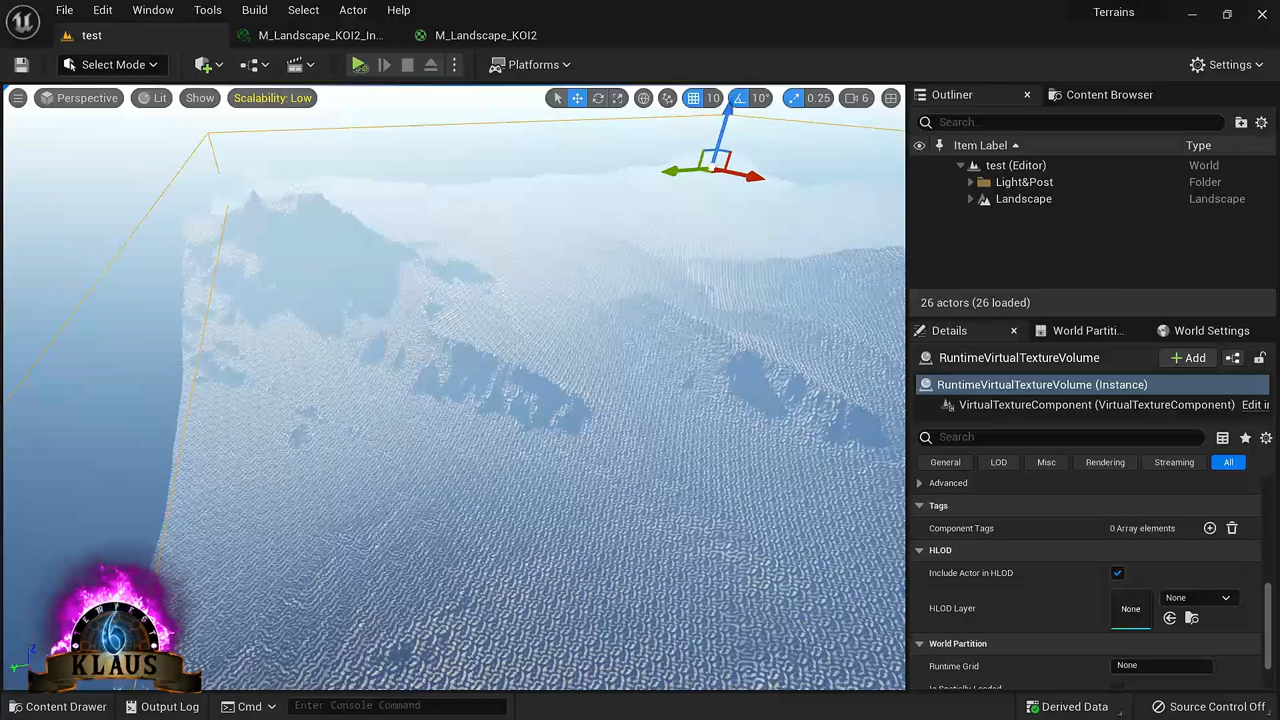 File Edit Window Tools Build Select Actor Help
Terrains
test
M_Landscape_KOI2_In...
M_Landscape_KOI2
Select Mode
Platforms
Settings
Perspective
Lit
Show
Scalability: Low
10
10°
0.25
6
Outliner
Content Browser
Search...
Item Label
Type
test (Editor)
World
Light&Post
Folder
Landscape
Landscape
26 actors (26 loaded)
Details
World Partiti...
World Settings
RuntimeVirtualTextureVolume
Add
RuntimeVirtualTextureVolume (Instance)
VirtualTextureComponent (VirtualTextureComponent)
Edit in
Search
General
LOD
Misc
Rendering
Streaming
All
Advanced
Tags
Component Tags
0 Array elements
HLOD
Include Actor in HLOD
HLOD Layer
None
None
World Partition
Runtime Grid
None
Is Spatially Loaded
TEMPEST
KLAUS
Z
Content Drawer
Output Log
Cmd
Enter Console Command
Derived Data
Source Control Off